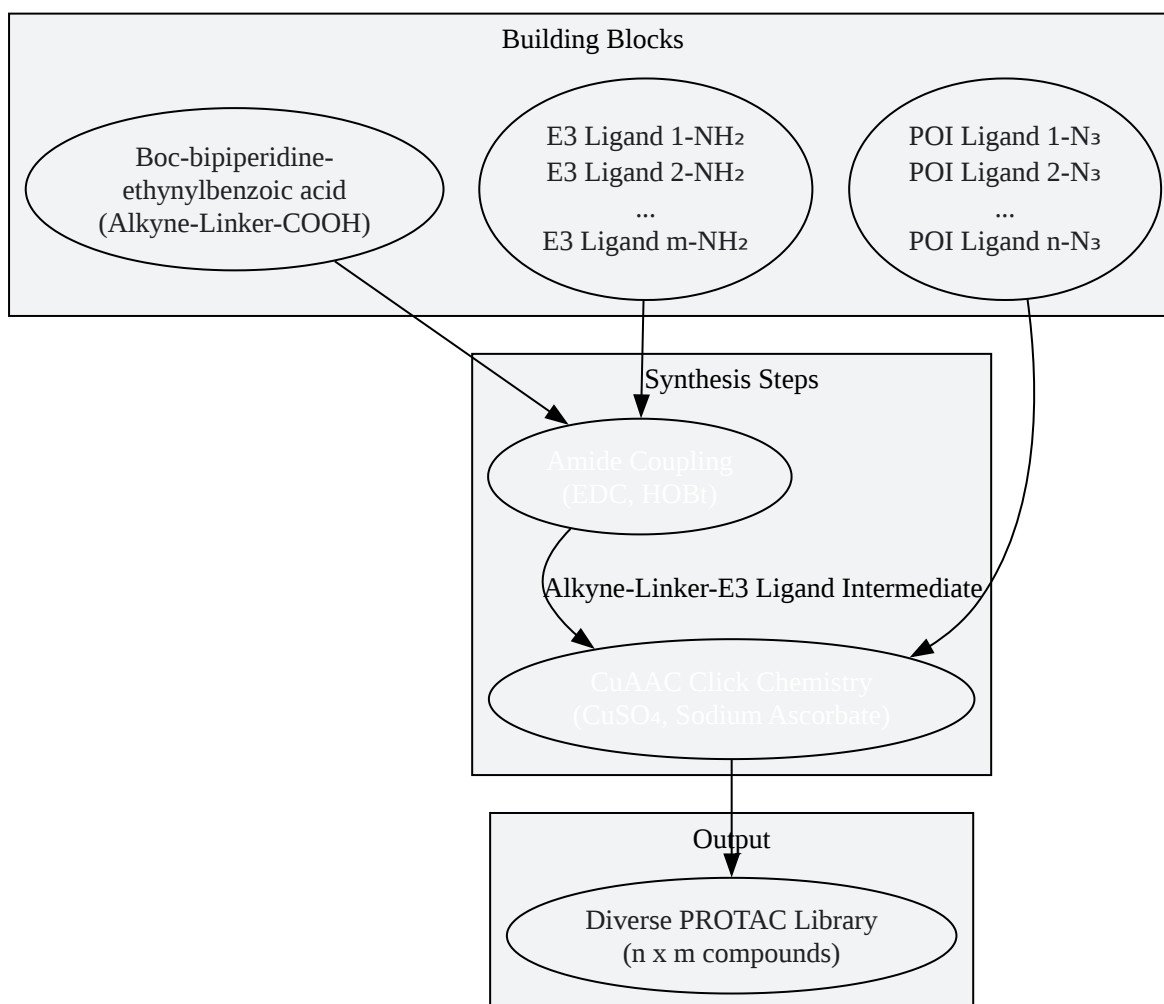 Building Blocks
Boc-bipiperidine-
ethynylbenzoic acid
(Alkyne-Linker-COOH)
E3 Ligand 1-NH₂
E3 Ligand 2-NH₂
...
E3 Ligand m-NH₂
POI Ligand 1-N₃
POI Ligand 2-N₃
...
POI Ligand n-N₃
Synthesis Steps
Amide Coupling
(EDC, HOBt)
Alkyne-Linker-E3 Ligand Intermediate
CuAAC Click Chemistry
(CuSO₄, Sodium Ascorbate)
Output
Diverse PROTAC Library
(n x m compounds)